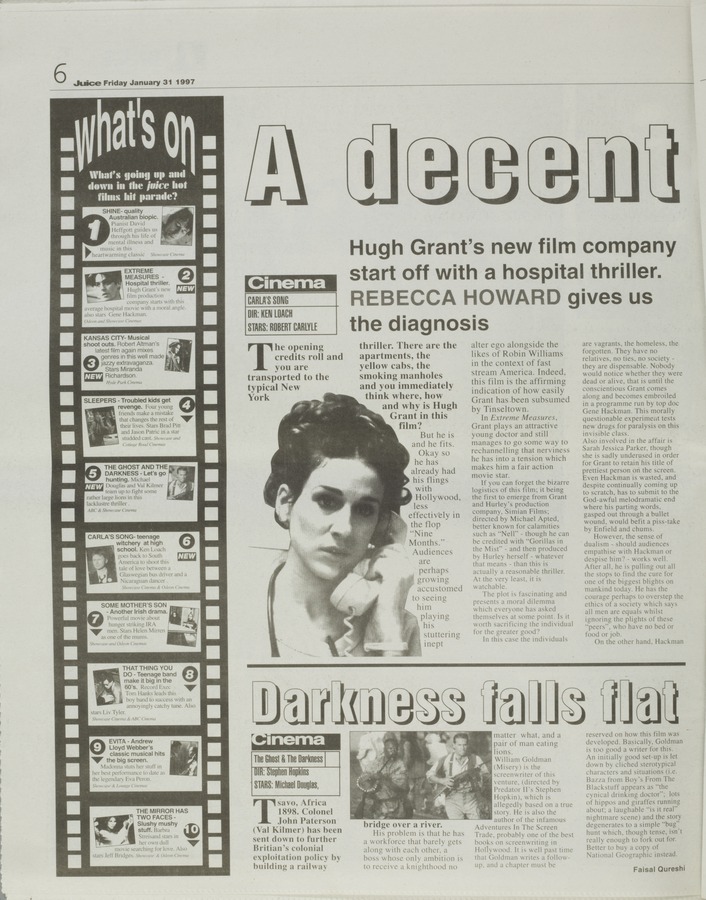 6 Juice Friday January 31 1997
what's on
What's going up and
down in the juice hot
films hit parade?
1
SHINE- quality
Australian biopic.
Pianist David
Helfgott guides us
through his life of
mental illness and
music in this
heartwarming classic Showcase Cinema
EXTREME
MEASURES -
Hospital thriller.
Hugh Grant's new
film production
company starts with this
average hospital movie with a moral angle.
also stars Gene Hackman.
Odeon and Showcase Cinemas
2
NEW
KANSAS CITY- Musical
shoot outs. Robert Altman's
latest film again mixes
genres in this well made
jazzy extravaganza.
Stars Miranda
Richardson
Hyde Park Cinema
3
NEW
SLEEPERS - Troubled kids get
revenge. Four young
friends make a mistake
that changes the rest of
their lives. Stars Brad Pitt
and Jason Patric in a star
studded cast. Showcase and
Cottage Road Cinemas
4
THE GHOST AND THE
DARKNESS - Let's go
hunting. Michael
Douglas and Val Kilmer
team up to fight some
rather large lions in this
lacklustre thriller.
ABC & Showcase Cinema
5
NEW
CARLA'S SONG- teenage
witchery at high
school. Ken Loach
goes back to South
America to shoot this
tale of love between a
Glaswegian bus driver and a
Nicaraguan dancer
Showcase Cinema & Odeon Cinema
6
NEW
SOME MOTHER'S SON
- Another Irish drama.
Powerful movie about
hunger striking IRA
men. Stars Helen Mirren
as one of the mums.
Showcase and Odeon Cinemas
7
THAT THING YOU
DO - Teenage band
make it big in the
60's. Record Exec
Tom Hanks leads this
boy band to success with an
annoyingly catchy tune. Also
stars Liv Tyler.
Showcase Cinema & ABC Cinema
8
EVITA - Andrew
Lloyd Webber's
classic musical hits
the big screen.
Madonna stars in
her best performance to date as
the legendary Eva Peron.
Showcase & Lounge Cinemas
9
THE MIRROR HAS
TWO FACES -
Slushy mushy
stuff. Barbra
Streisand stars in
her own dull
movie searching for love. Also
stars Jeff Bridges. Showcase & Odeon Cinema
10
A decent
Hugh Grant's new film company
start off with a hospital thriller.
REBECCA HOWARD gives us
the diagnosis
Cinema
CARLA'S SONG
DIR: KEN LOACH
STARS: ROBERT CARLYLE
The opening
credits roll and
you are
transported to the
typical New
York
thriller. There are the
apartments, the
yellow cabs, the
smoking manholes
and you immediately
think where, how
and why is Hugh
Grant in this
film?
But he is
and he fits.
Okay so
he has
already had
his flings
with
Hollywood,
less
effectively in
the flop
"Nine
Months."
Audiences
are
perhaps
growing
accustomed
to seeing
him
playing
his
stuttering
inept
alter ego alongside the
likes of Robin Williams
in the context of fast
stream America. Instead,
this film is the affirming
indication of how easily
Grant has been subsumed
by Tinseltown.
In Extreme Measures,
Grant plays an attractive
young doctor and still
manages to go some way to
rechannelling that nerviness
he has into a tension which
makes him a fair action
movie star.
If you can forget the bizarre
logistics of this film; it being
the first to emerge from Grant
and Hurley's production
company, Simian Films;
directed by Michael Apted,
better known for calamities
such as "Nell" - though he can
be credited with "Gorillas in
the Mist" - and then produced
by Hurley herself - whatever
that means - than this is
actually a reasonable thriller.
At the very least, it is
watchable.
The plot is fascinating and
presents a moral dilemma
which everyone has asked
themselves at some point. Is it
worth sacrificing the individual
for the greater good?
In this case the individuals
are vagrants, the homeless, the
forgotten. They have no
relatives, no ties, no society -
they are dispensable. Nobody
would notice whether they were
dead or alive, that is until the
conscientious Grant comes
along and becomes embroiled
in a programme run by top doc
Gene Hackman. This morally
questionable experiment tests
new drugs for paralysis on this
invisible class.
Also involved in the affair is
Sarah Jessica Parker, though
she is sadly underused in order
for Grant to retain his title of
prettiest person on the screen.
Even Hackman is wasted, and
despite continually coming up
to scratch, has to submit to the
God-awful melodramatic end
where his parting words,
gasped out through a bullet
wound, would befit a piss-take
by Enfield and chums.
However, the sense of
dualism - should audiences
empathise with Hackman or
despise him? - works well.
After all, he is pulling out all
the stops to find the cure for
one of the biggest blights on
mankind today. He has the
courage perhaps to overstep the
ethics of a society which says
all men are equals whilst
ignoring the plights of these
"peers", who have no bed or
food or job.
On the other hand, Hackman
Darkness falls flat
Cinema
The Ghost & The Darkness
DIR: Stephen Hopkins
STARS: Michael Douglas,
Tsavo, Africa
1898. Colonel
John Paterson
(Val Kilmer) has been
sent down to further
Britian's colonial
exploitation policy by
building a railway
bridge over a river.
His problem is that he has
a workforce that barely gets
along with each other, a
boss whose only ambition is
to receive a knighthood no
matter what, and a
pair of man eating
lions.
William Goldman
(Misery) is the
screenwriter of this
venture, (directed by
Predator II's Stephen
Hopkins), which is
allegedly based on a true
story. He is also the
author of the infamous
Adventures In The Screen
Trade, probably one of the best
books on screenwriting in
Hollywood. It is well past time
that Goldman writes a follow-
up, and a chapter must be
reserved on how this film was
developed. Basically, Goldman
is too good a writer for this.
An initially good set-up is let
down by cliched stereotypical
characters and situations (i.e.
Bazza from Boy's From The
Blackstuff appears as "the
cynical drinking doctor"; lots
of hippos and giraffes running
about; a laughable "is it real"
nightmare scene) and the story
degenerates to a simple "bug"
hunt which, though tense, isn't
really enough to fork out for.
Better to buy a copy of
National Geographic instead.
Faisal Qureshi